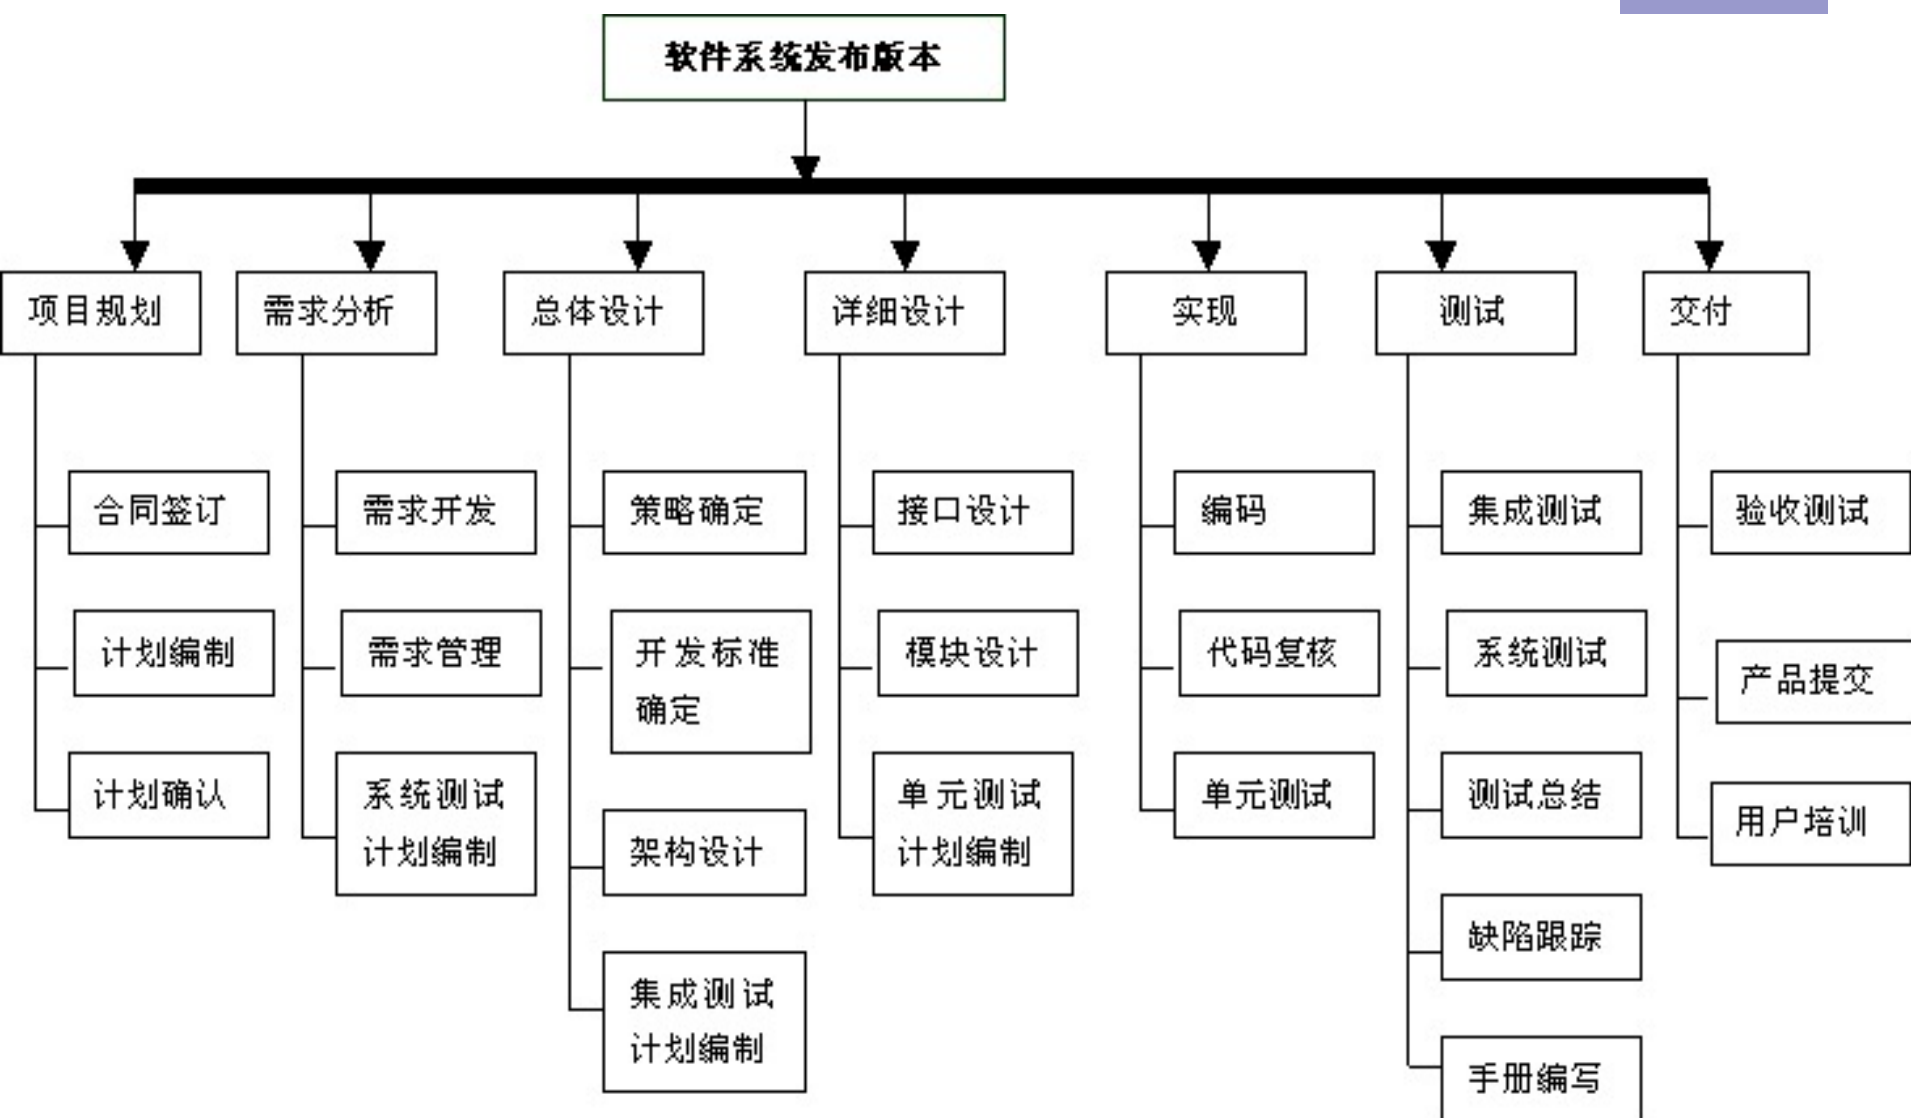 软件系统发布版本
项目规划
需求分析
总体设计
详细设计
实现
测试
交付
合同签订
计划编制
计划确认
需求开发
需求管理
系统测试
计划编制
策略确定
开发标准
确定
架构设计
集成测试
计划编制
接口设计
模块设计
单元测试
计划编制
编码
代码复核
单元测试
集成测试
系统测试
测试总结
缺陷跟踪
手册编写
验收测试
产品提交
用户培训